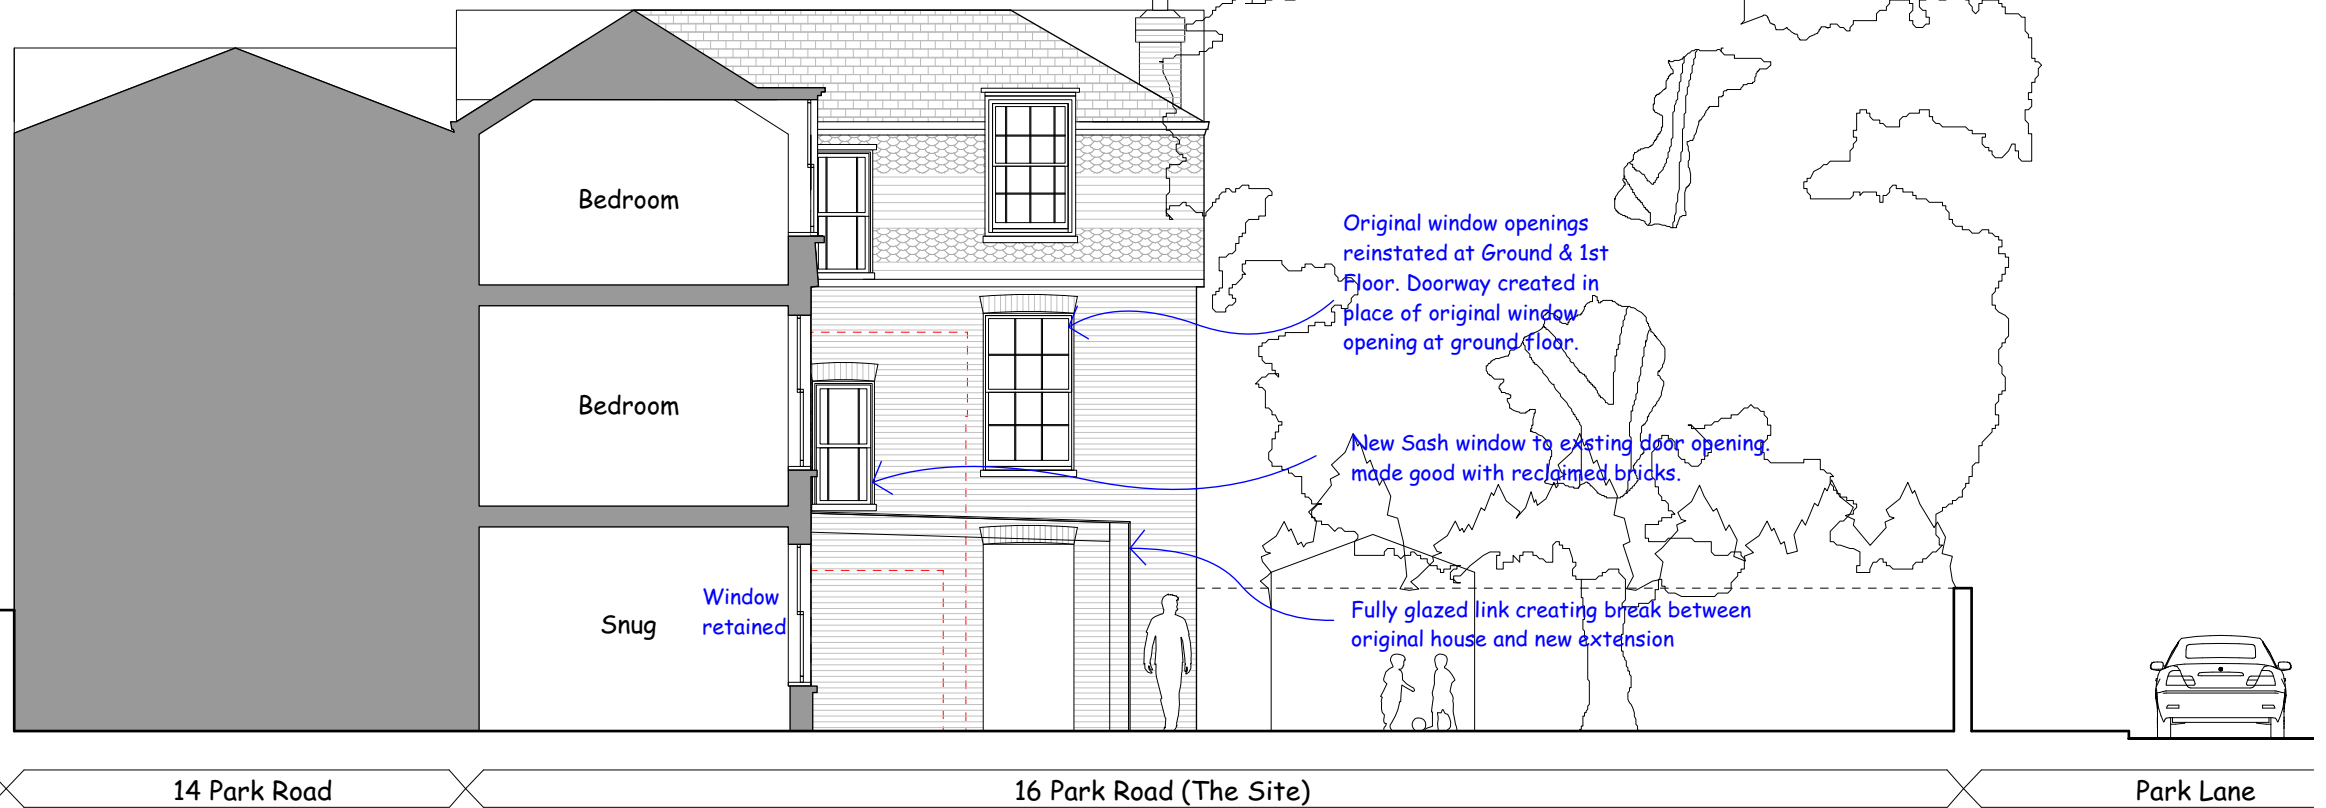 Bedroom
Original window openings
reinstated at Ground & 1st
Floor. Doorway created in
place of original window
opening at ground floor.
Bedroom
New Sash window to exsting door opening.
made good with reclaimed bricks.
Window
retained
Snug
Fully glazed link creating break between
original house and new extension
14 Park Road
16 Park Road (The Site)
Park Lane